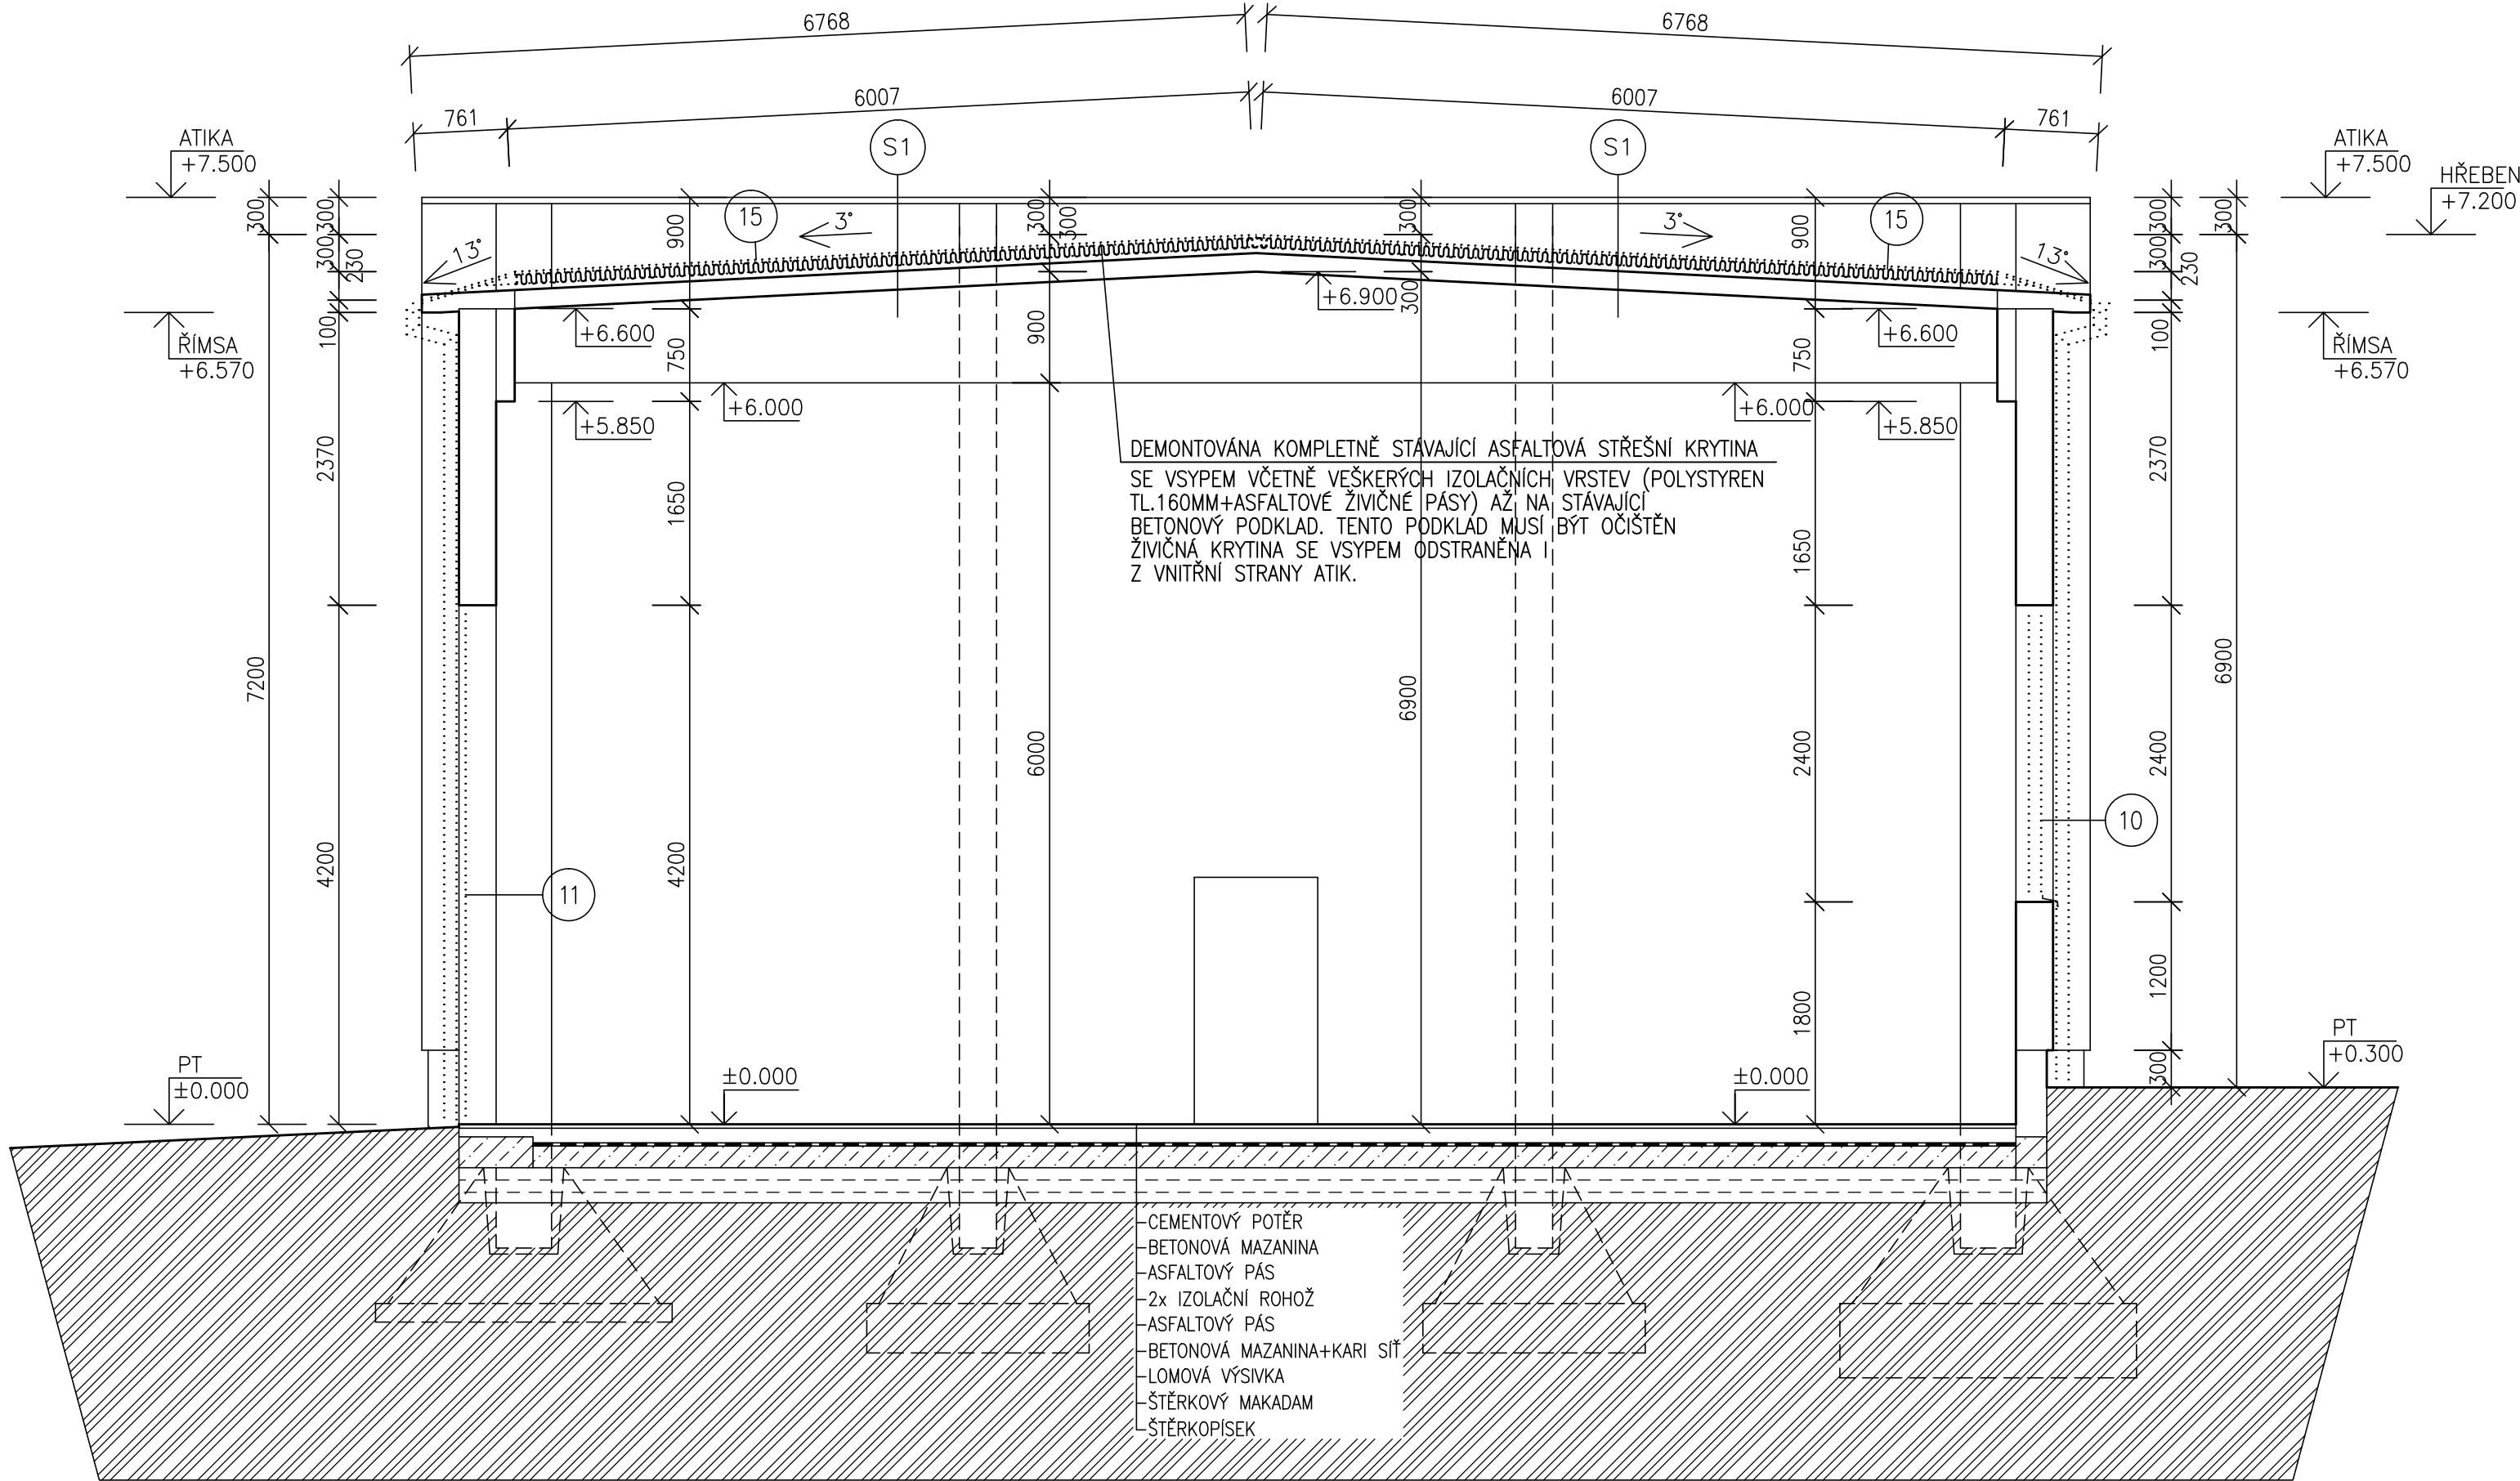 6768
6768
6007
6007
761
761
S1
S1
ATIKA
+7.500
ATIKA
+7.500
HŘEBEN
+7.200
300
300
300
230
100
2370
4200
7200
13°
15
3°
900
300
300
300
300
3°
900
15
13°
300
300
230
100
300
ŘÍMSA
+6.570
ŘÍMSA
+6.570
+6.900
+6.600
+6.600
750
900
750
+6.000
+6.000
+5.850
+5.850
DEMONTOVÁNA KOMPLETNĚ STÁVAJÍCÍ ASFALTOVÁ STŘEŠNÍ KRYTINA
SE VSYPEM VČETNĚ VEŠKERÝCH IZOLAČNÍCH VRSTEV (POLYSTYREN
TL.160MM+ASFALTOVÉ ŽIVIČNÉ PÁSY) AŽ NA STÁVAJÍCÍ
BETONOVÝ PODKLAD. TENTO PODKLAD MUSÍ BÝT OČIŠTĚN
ŽIVIČNÁ KRYTINA SE VSYPEM ODSTRANĚNA I
Z VNITŘNÍ STRANY ATIK.
1650
1650
2370
6900
6900
6000
2400
2400
4200
11
10
1800
1200
300
PT
±0.000
±0.000
±0.000
PT
+0.300
CEMENTOVÝ POTĚR
BETONOVÁ MAZANINA
ASFALTOVÝ PÁS
2x IZOLAČNÍ ROHOŽ
ASFALTOVÝ PÁS
BETONOVÁ MAZANINA+KARI SÍŤ
LOMOVÁ VÝSIVKA
ŠTĚRKOVÝ MAKADAM
ŠTĚRKOPÍSEK